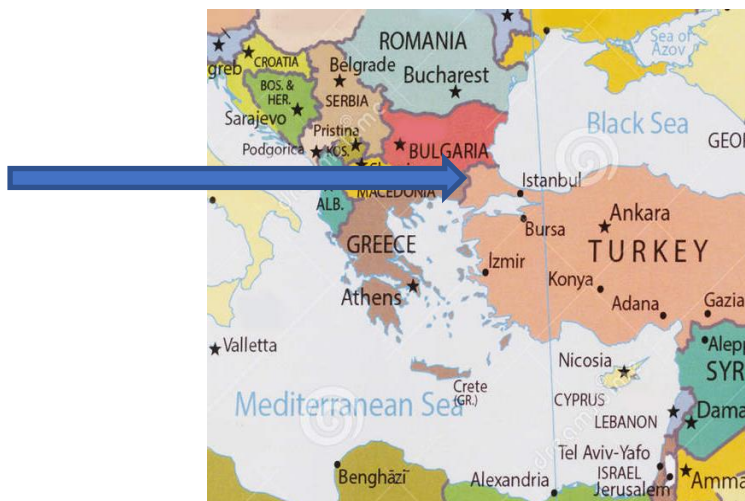 ROMANIA
Sea of
Azov
greb
CROATIA
Belgrade
Bucharest
BOS. &
HER.
SERBIA
Sarajevo
Black Sea
Pristina
Podgorica
KOS.
BULGARIA
GEO
Istanbul
MACEDONIA
ALB.
Ankara
Bursa
GREECE
TURKEY
Izmir
Konya
Athens
Adana
Gazia
Valletta
Alepp
Nicosia
SYR
Crete
(GR.)
CYPRUS
Mediterranean Sea
LEBANON
Dama
Tel Aviv-Yafo
Benghāzī
Alexandria
ISRAEL
Jerusalem
Amma